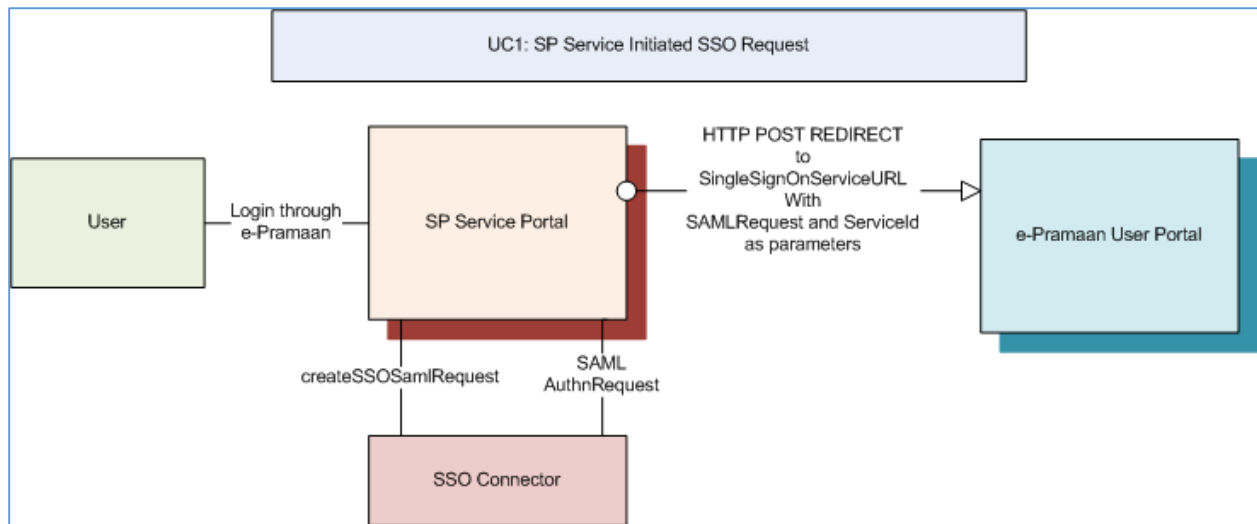 UC1: SP Service Initiated SSO Request
User
Login through
e-Pramaan
SP Service Portal
HTTP POST REDIRECT
to
SingleSignOnServiceURL
With
SAMLRequest and ServiceId
as parameters
e-Pramaan User Portal
createSSOSamlRequest
SAML
AuthnRequest
SSO Connector